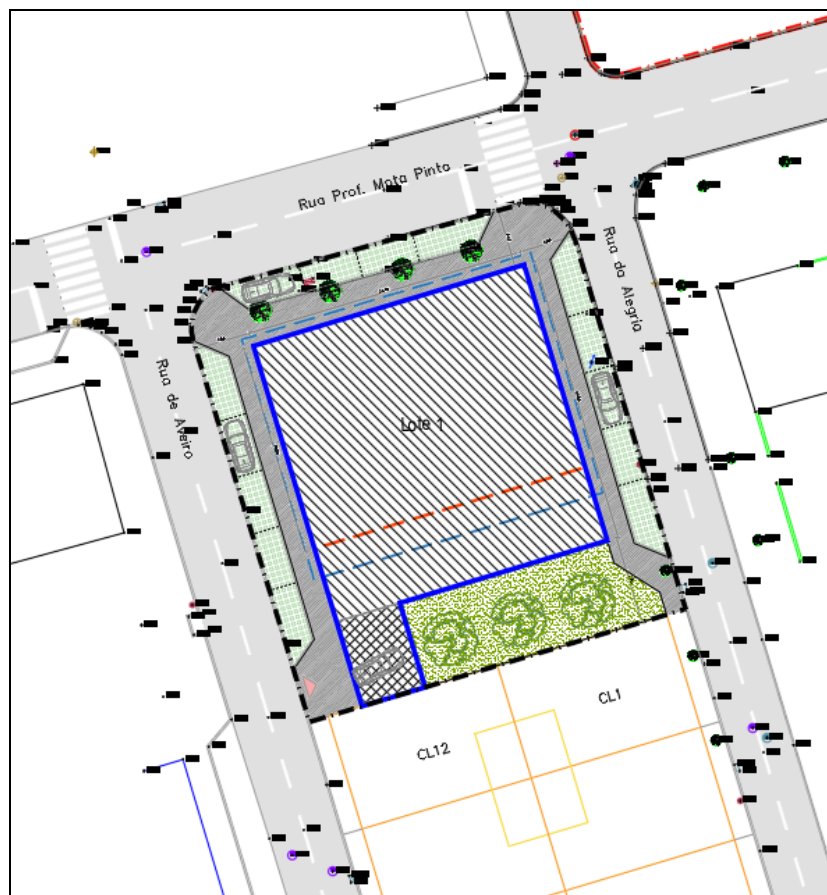 Rua Prof. Mota Pinto
Rua da Alegria
Rua de Aveiro
Lote 1
CL1
CL12